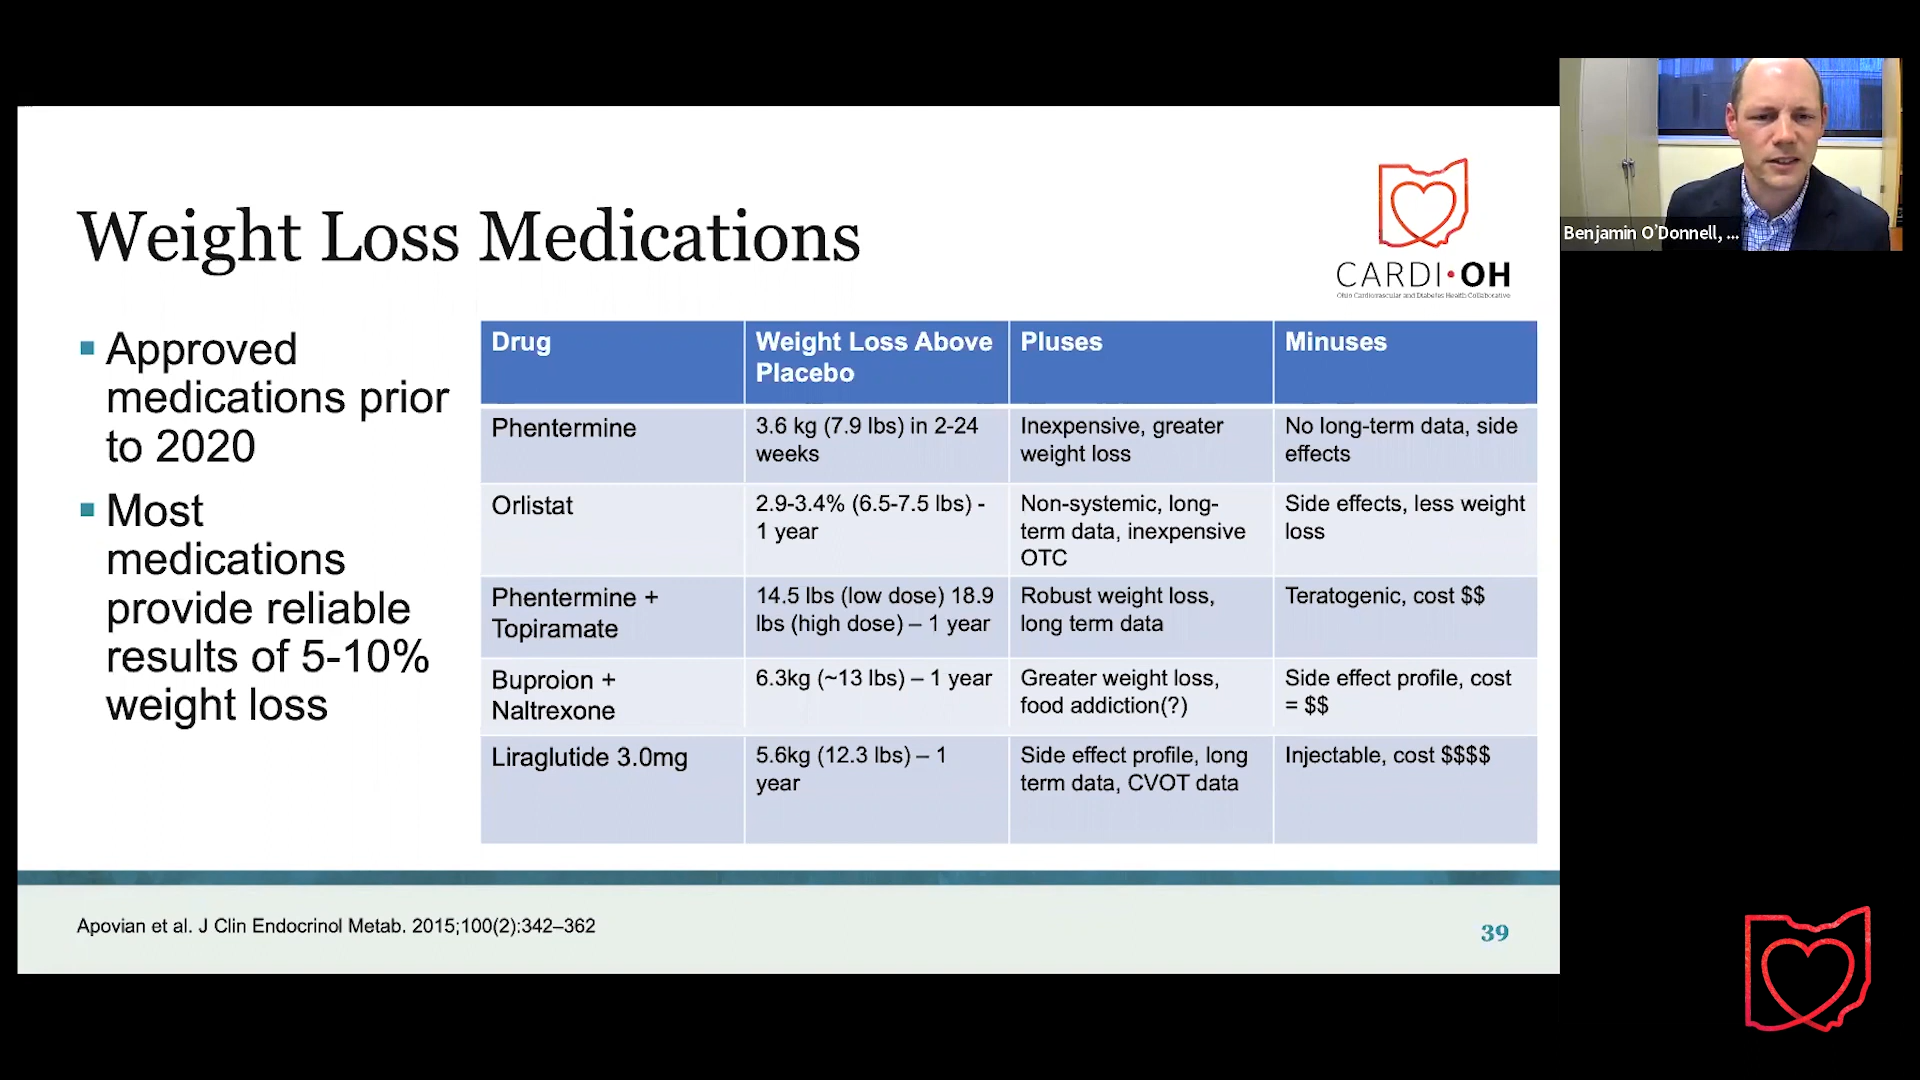 Benjamin O'Donnell, ...
Weight Loss Medications
CARDI•OH
Ohio Cardiovascular and Diabetes Health Collaborative
Approved
medications prior
to 2020
Most
medications
provide reliable
results of 5-10%
weight loss
Drug
Weight Loss Above
Placebo
Pluses
Minuses
Phentermine
3.6 kg (7.9 lbs) in 2-24
weeks
Inexpensive, greater
weight loss
No long-term data, side
effects
Orlistat
2.9-3.4% (6.5-7.5 lbs) -
1 year
Non-systemic, long-
term data, inexpensive
OTC
Side effects, less weight
loss
Phentermine +
Topiramate
14.5 lbs (low dose) 18.9
lbs (high dose) – 1 year
Robust weight loss,
long term data
Teratogenic, cost $$
Buproion +
Naltrexone
6.3kg (~13 lbs) – 1 year
Greater weight loss,
food addiction(?)
Side effect profile, cost
= $$
Liraglutide 3.0mg
5.6kg (12.3 lbs) – 1
year
Side effect profile, long
term data, CVOT data
Injectable, cost $$$$
Apovian et al. J Clin Endocrinol Metab. 2015;100(2):342–362
39